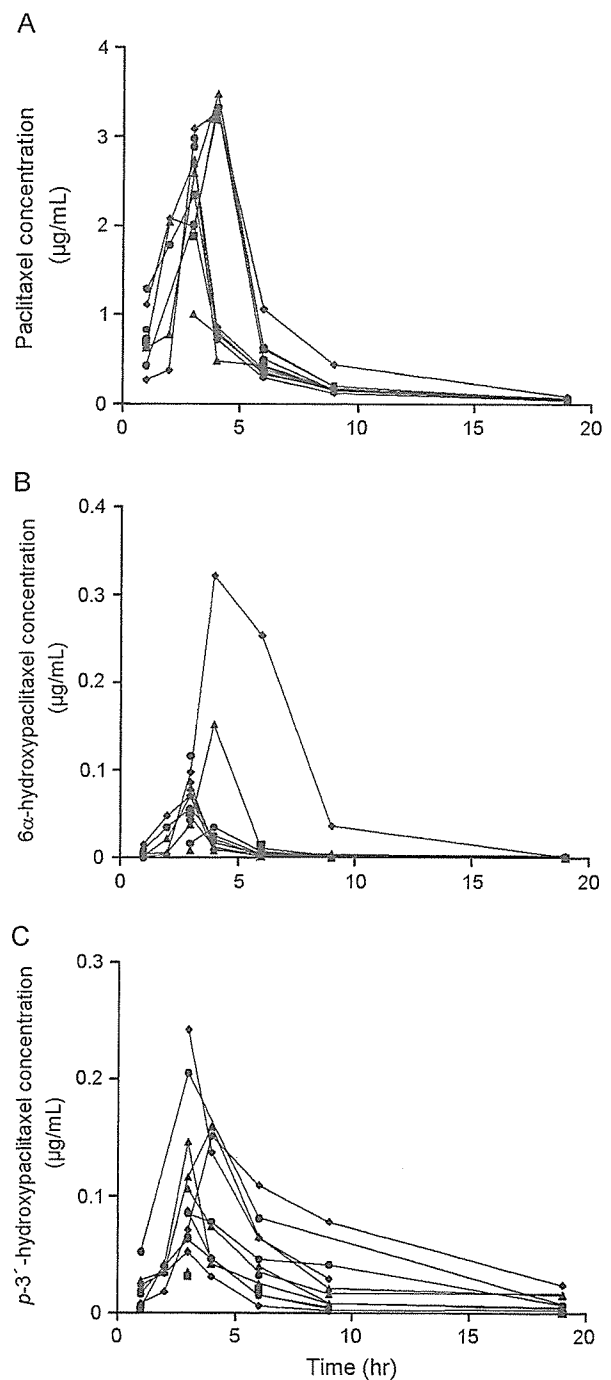 A
Paclitaxel concentration
(µg/mL)
4
3
2
1
0
0 5 10 15 20
B
6α-hydroxypaclitaxel concentration
(µg/mL)
0.4
0.3
0.2
0.1
0
0 5 10 15 20
C
p-3´-hydroxypaclitaxel concentration
(µg/mL)
0.3
0.2
0.1
0
0 5 10 15 20
Time (hr)